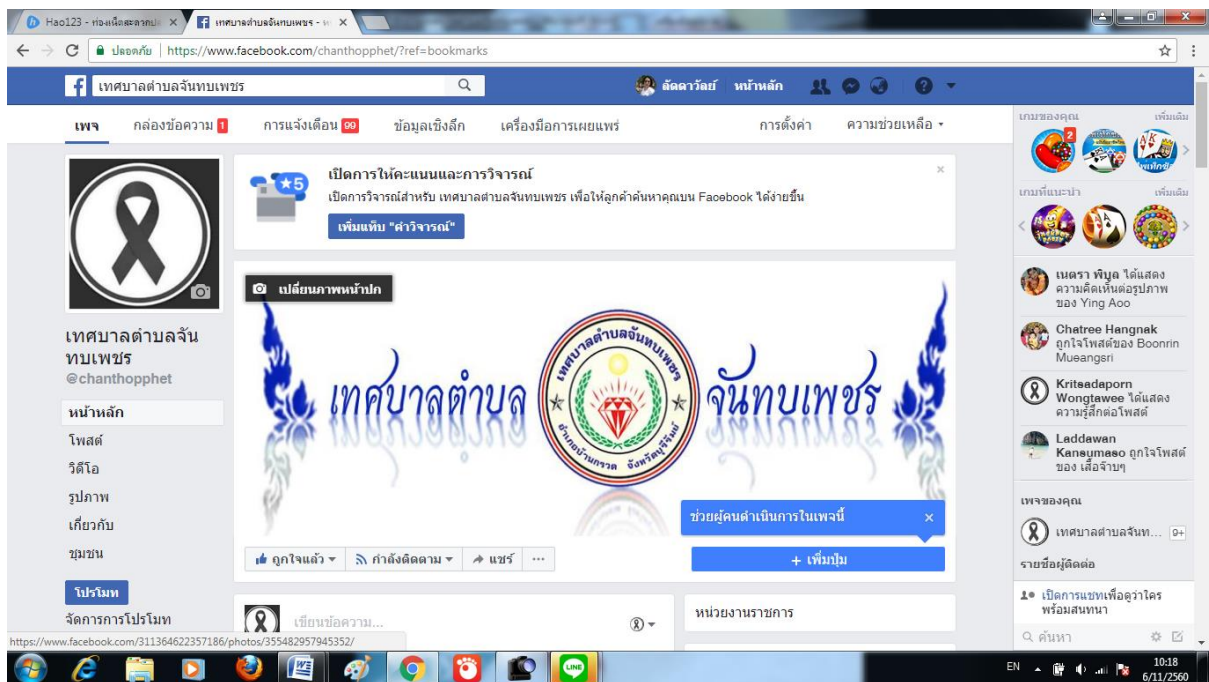 Hao123 - ท่องเน็ตสะดวกปล
เทศบาลตำบลจันทบเพชร - ห
ปลอดภัย https://www.facebook.com/chanthopphet/?ref=bookmarks
เทศบาลตำบลจันทบเพชร
ลัดดาวัลย์ หน้าหลัก
เพจ กล่องข้อความ 1 การแจ้งเตือน 99 ข้อมูลเชิงลึก เครื่องมือการเผยแพร่ การตั้งค่า ความช่วยเหลือ
เปิดการให้คะแนนและการวิจารณ์
เปิดการวิจารณ์สำหรับ เทศบาลตำบลจันทบเพชร เพื่อให้ลูกค้าค้นหาคุณบน Facebook ได้ง่ายขึ้น
เพิ่มแท็บ "คำวิจารณ์"
★5
เปลี่ยนภาพหน้าปก
เทศบาลตำบล จันทบเพชร
เทศบาลตำบลจันทบเพชร
อำเภอบ้านกรวด จังหวัดบุรีรัมย์
เทศบาลตำบลจัน
ทบเพชร
@chanthopphet
หน้าหลัก
โพสต์
วิดีโอ
รูปภาพ
เกี่ยวกับ
ชุมชน
โปรโมท
จัดการการโปรโมท
ช่วยผู้คนดำเนินการในเพจนี้
ถูกใจแล้ว กำลังติดตาม แชร์ ...
+ เพิ่มปุ่ม
เขียนข้อความ...
หน่วยงานราชการ
เกมของคุณ เพิ่มเติม
2
เกมที่แนะนำ เพิ่มเติม
เนตรา พิบูล ได้แสดง
ความคิดเห็นต่อรูปภาพ
ของ Ying Aoo
Chatree Hangnak
ถูกใจโพสต์ของ Boonrin
Mueangsri
Kritsadaporn
Wongtawee ได้แสดง
ความรู้สึกต่อโพสต์
Laddawan
Kansumaso ถูกใจโพสต์
ของ เสื้อจ้าบๆ
เพจของคุณ
เทศบาลตำบลจันท... 9+
รายชื่อผู้ติดต่อ
เปิดการแชทเพื่อดูว่าใคร
พร้อมสนทนา
ค้นหา
https://www.facebook.com/311364622357186/photos/355482957945352/
LINE
EN 10:18
6/11/2560